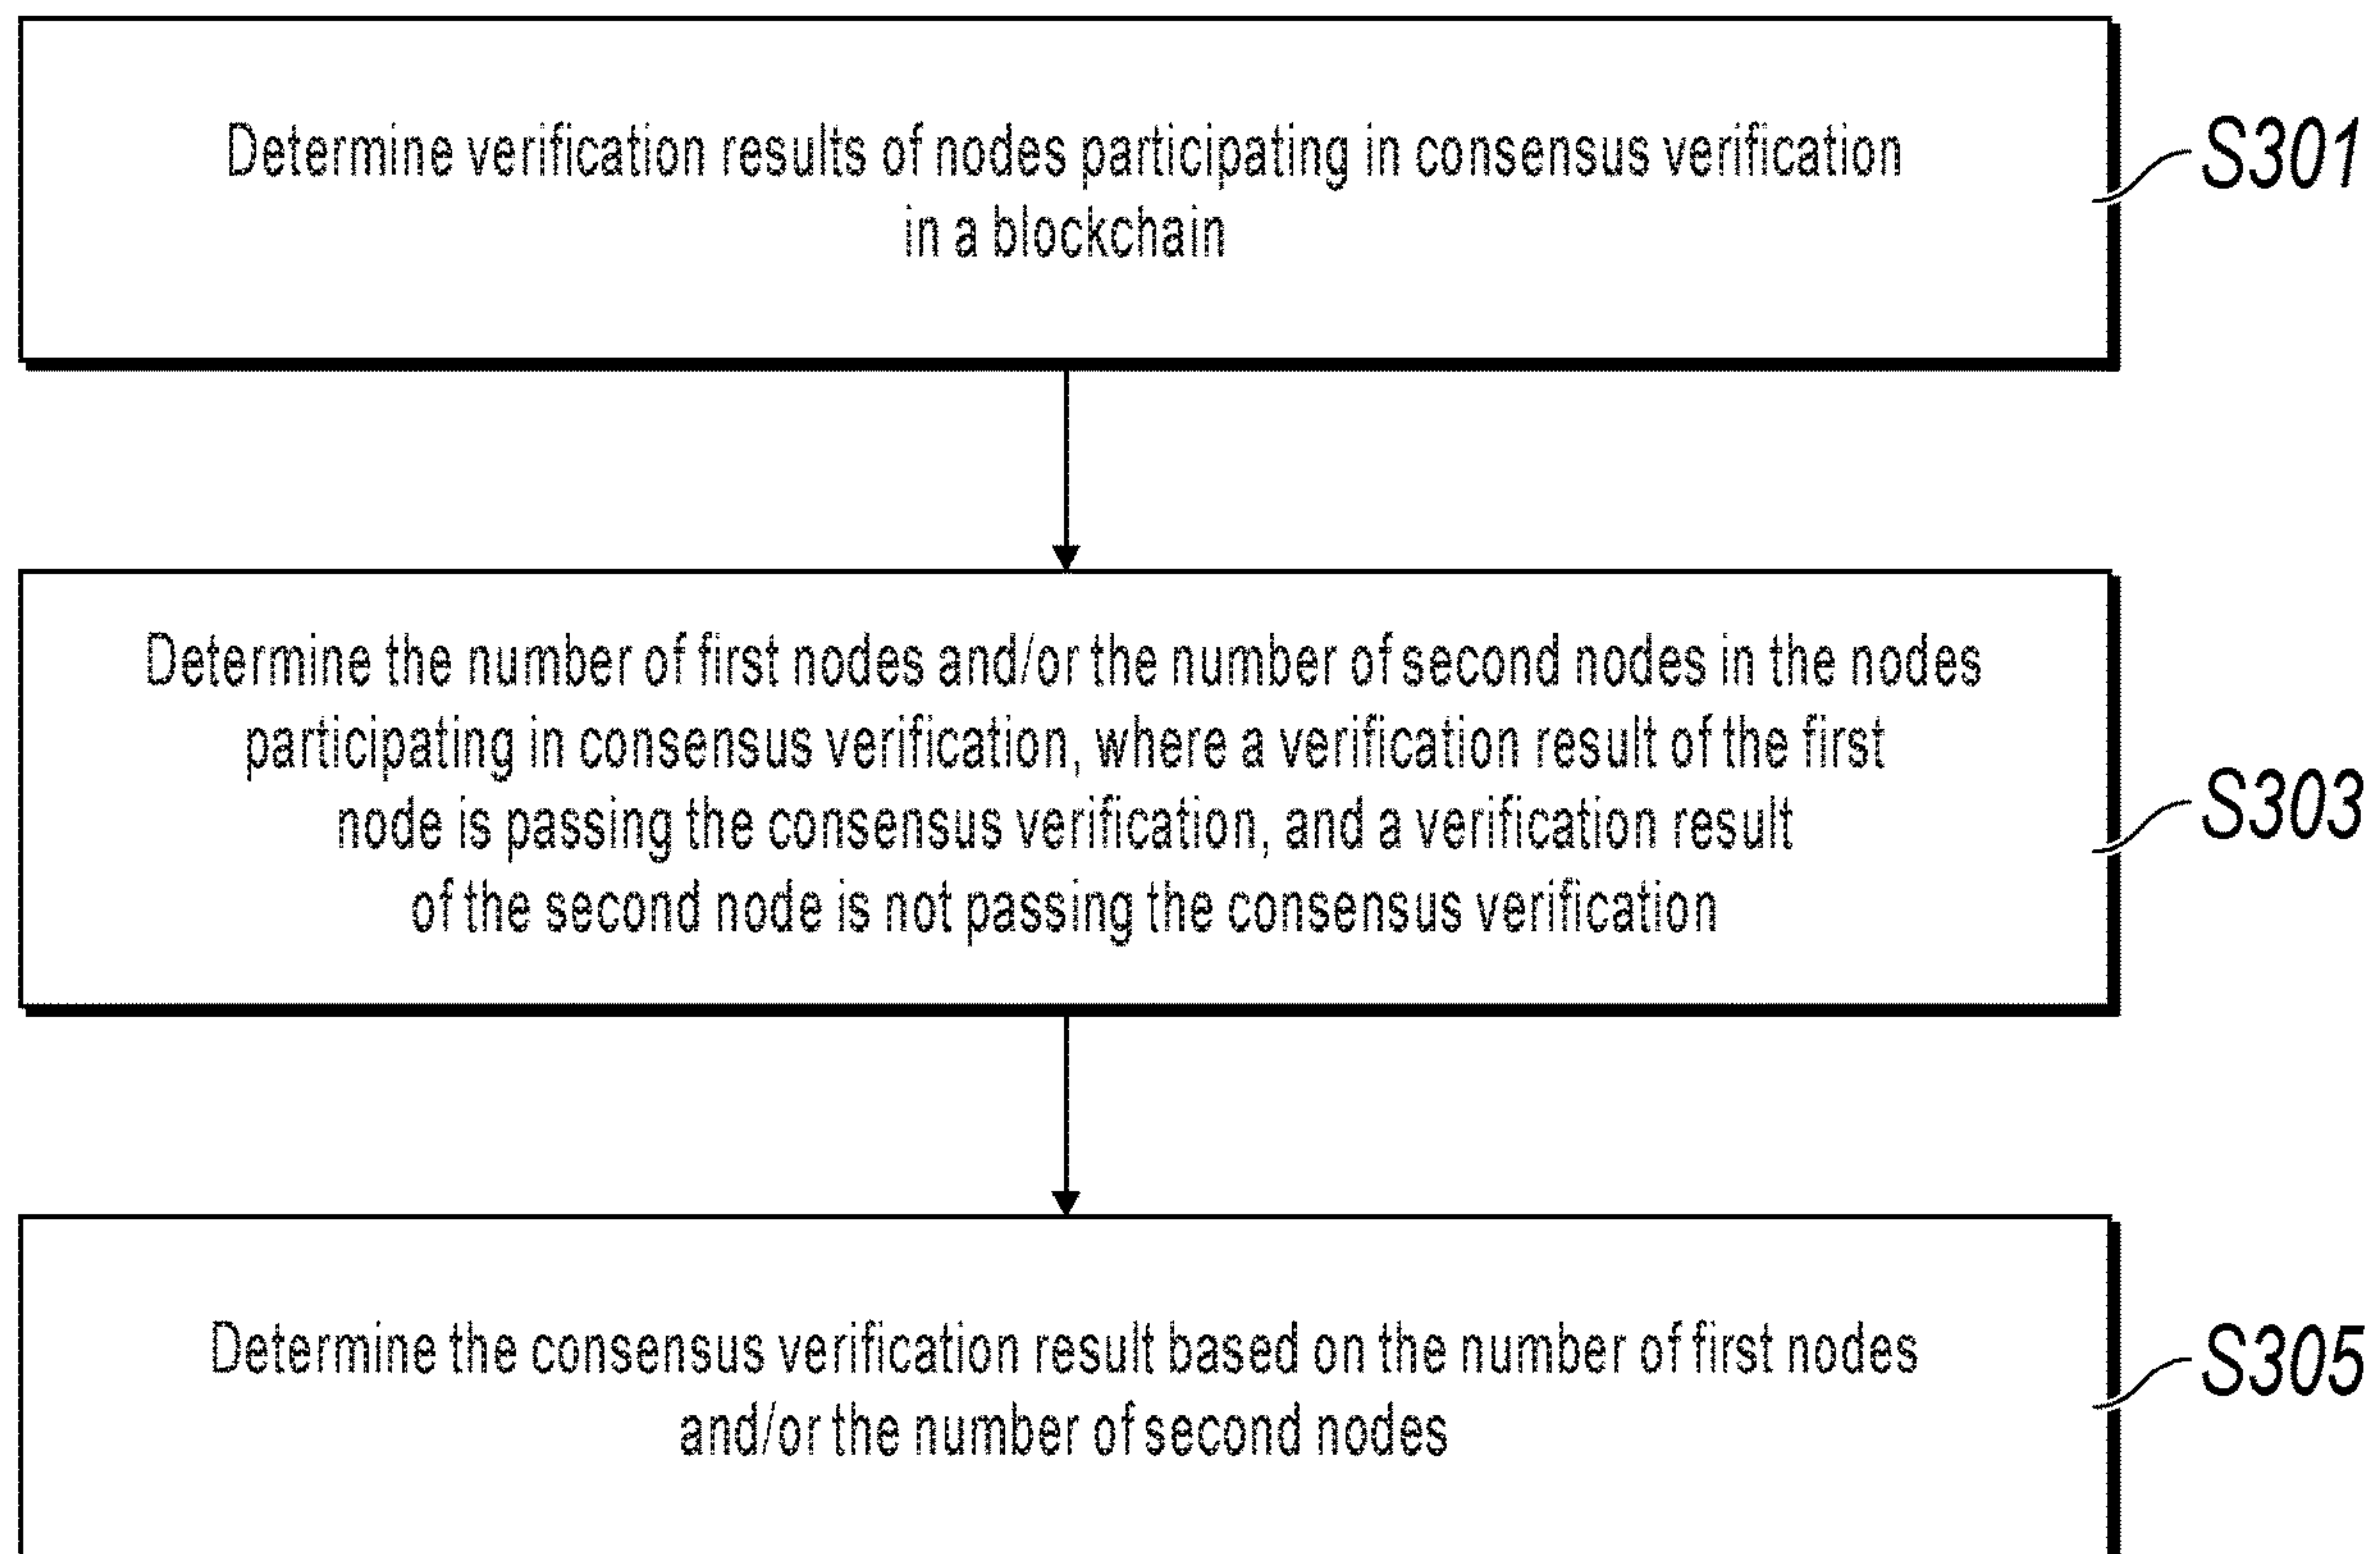 Determine verification results of nodes participating in consensus verification
in a blockchain
S301
Determine the number of first nodes and/or the number of second nodes in the nodes
participating in consensus verification, where a verification result of the first
node is passing the consensus verification, and a verification result
of the second node is not passing the consensus verification
S303
Determine the consensus verification result based on the number of first nodes
and/or the number of second nodes
S305